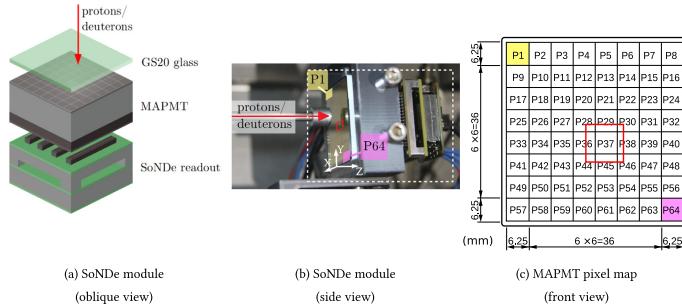 protons/
deuterons
GS20 glass
MAPMT
SoNDe readout
(a) SoNDe module
(oblique view)
P1
protons/
deuterons
d
P64
Y
X
Z
(b) SoNDe module
(side view)
6,25
6 ×6=36
6,25
P1 P2 P3 P4 P5 P6 P7 P8
P9 P10 P11 P12 P13 P14 P15 P16
P17 P18 P19 P20 P21 P22 P23 P24
P25 P26 P27 P28 P29 P30 P31 P32
P33 P34 P35 P36 P37 P38 P39 P40
P41 P42 P43 P44 P45 P46 P47 P48
P49 P50 P51 P52 P53 P54 P55 P56
P57 P58 P59 P60 P61 P62 P63 P64
(mm) 6,25 6 ×6=36 6,25
(c) MAPMT pixel map
(front view)